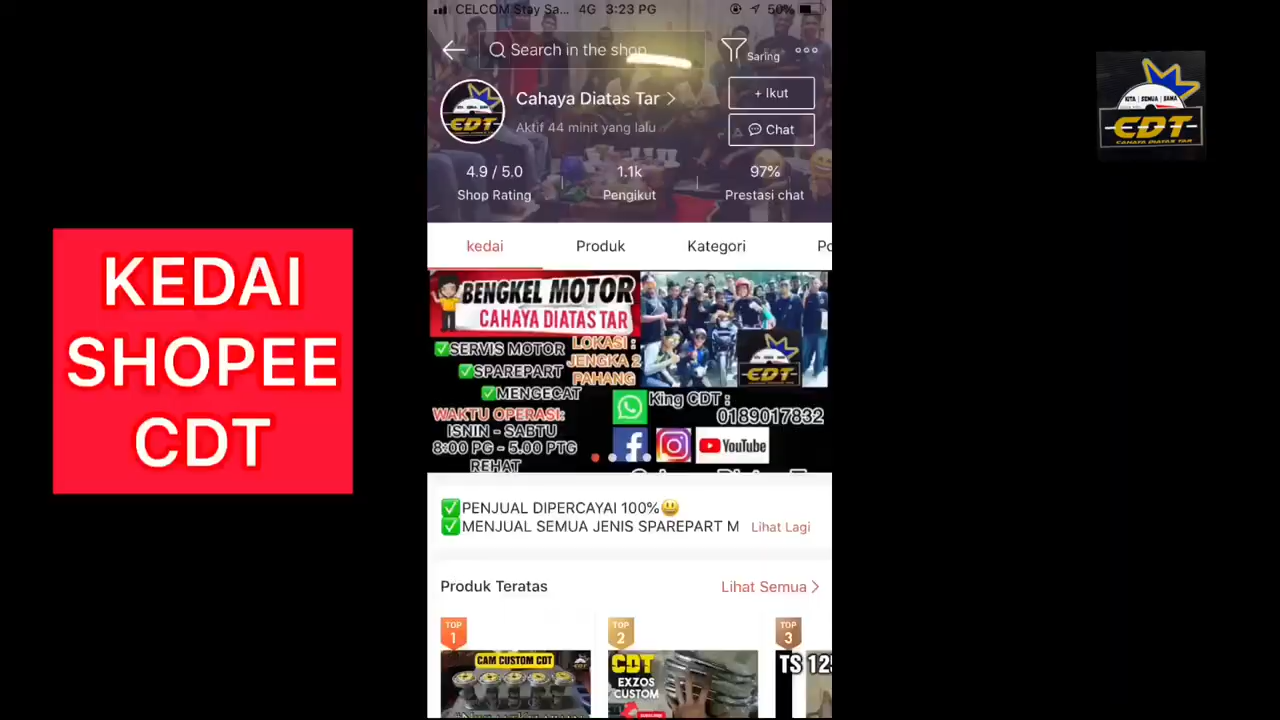 CELCOM Stay Sa... 4G 3:23 PG 50%
Search in the shop
Saring
Cahaya Diatas Tar
+ Ikut
Aktif 44 minit yang lalu
Chat
4.9 / 5.0 1.1k 97%
Shop Rating Pengikut Prestasi chat
kedai Produk Kategori
KEDAI
SHOPEE
CDT
BENGKEL MOTOR
CAHAYA DIATAS TAR
SERVIS MOTOR
SPAREPART
MENGECAT
LOKASI :
JENGKA 2
PAHANG
WAKTU OPERASI:
ISNIN - SABTU
8:00 PG - 5.00 PTG
REHAT
CDT
King CDT :
0189017832
YouTube
PENJUAL DIPERCAYAI 100%
MENJUAL SEMUA JENIS SPAREPART M Lihat Lagi
Produk Teratas Lihat Semua
TOP
1
TOP
2
TOP
3
CAM CUSTOM CDT
CDT
EXZOS
CUSTOM
TS 125
KITA | SEMUA | SAMA
CDT
CAHAYA DIATAS TAR